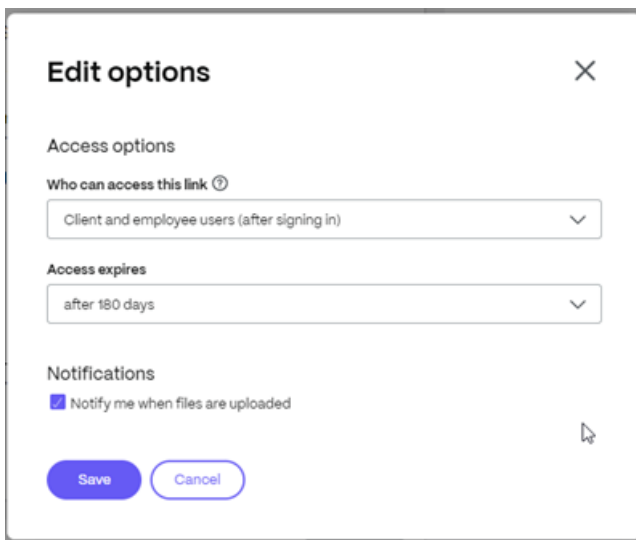 Edit options
Access options
Who can access this link
Client and employee users (after signing in)
Access expires
after 180 days
Notifications
Notify me when files are uploaded
Save
Cancel